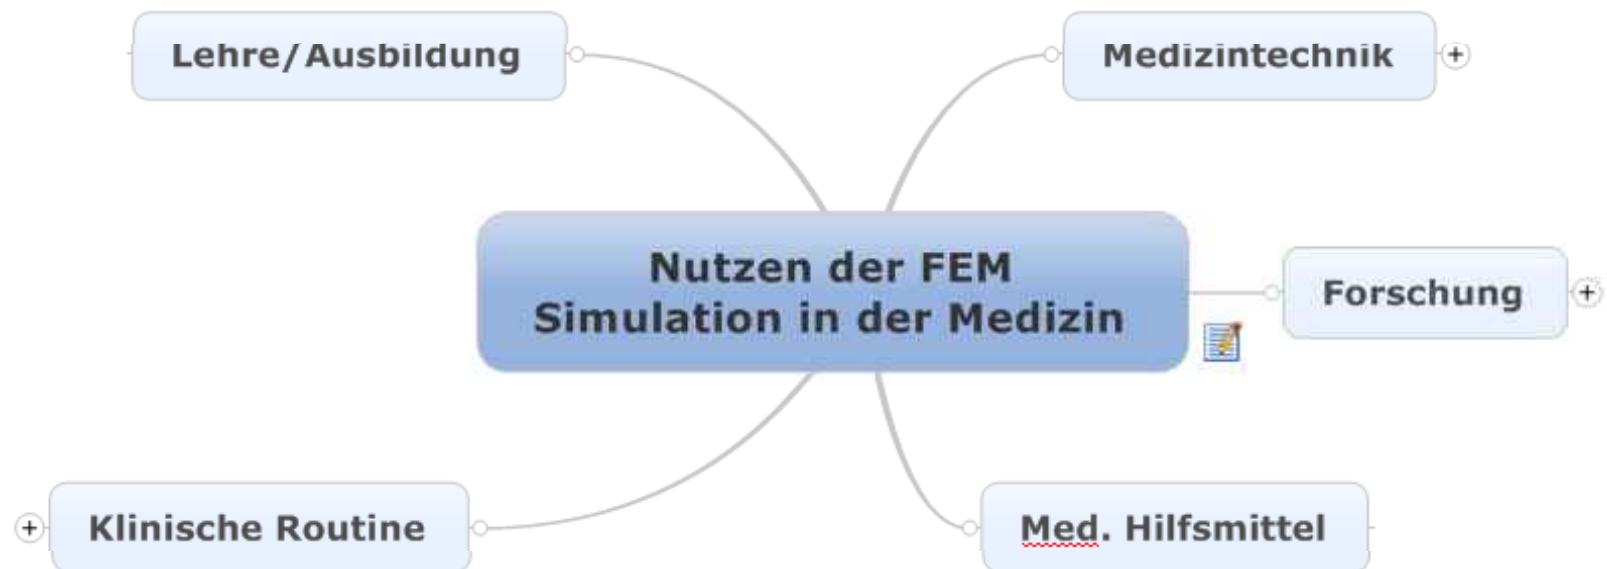 Lehre/Ausbildung
Medizintechnik
Nutzen der FEM
Simulation in der Medizin
Forschung
Klinische Routine
Med. Hilfsmittel